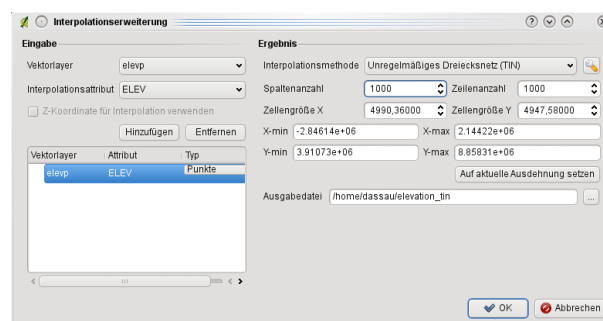 Interpolationserweiterung
Eingabe
Vektorlayer elevp
Interpolationsattribut ELEV
Z-Koordinate für Interpolation verwenden
Hinzufügen Entfernen
Vektorlayer Attribut Typ
elevp ELEV Punkte
Ergebnis
Interpolationsmethode Unregelmäßiges Dreiecksnetz (TIN)
Spaltenanzahl 1000 Zeilenanzahl 1000
Zellengröße X 4990,36000 Zellengröße Y 4947,58000
X-min -2.84614e+06 X-max 2.14422e+06
Y-min 3.91073e+06 Y-max 8.85831e+06
Auf aktuelle Ausdehnung setzen
Ausgabedatei /home/dassau/elevation_tin ...
OK Abbrechen